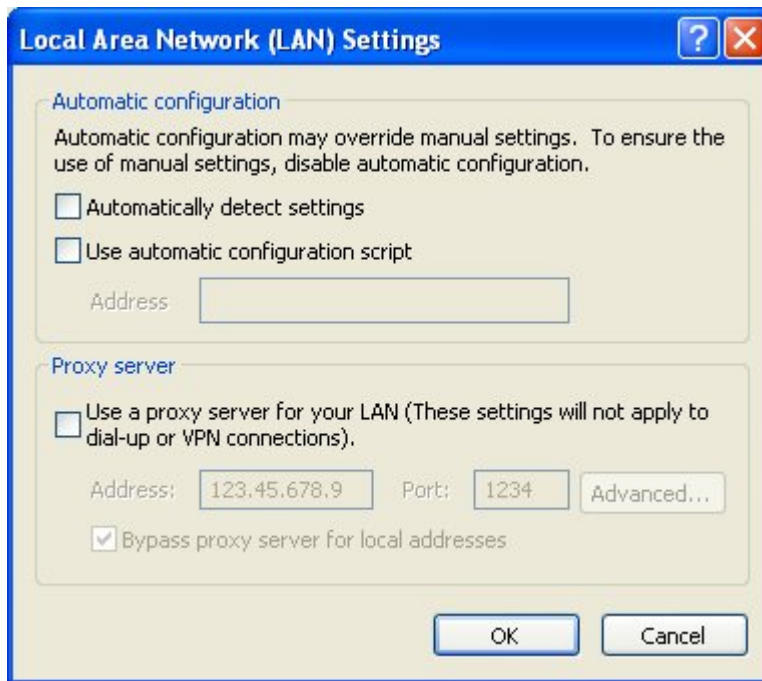 Local Area Network (LAN) Settings
?
Automatic configuration
Automatic configuration may override manual settings. To ensure the
use of manual settings, disable automatic configuration.
Automatically detect settings
Use automatic configuration script
Address
Proxy server
Use a proxy server for your LAN (These settings will not apply to
dial-up or VPN connections).
Address: 123.45.678.9 Port: 1234 Advanced...
Bypass proxy server for local addresses
OK Cancel